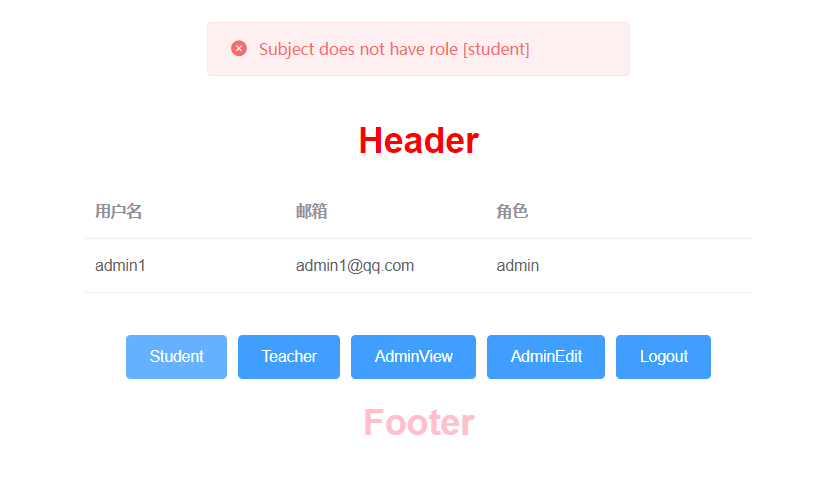 Subject does not have role [student]
Header
用户名 邮箱 角色
admin1 admin1@qq.com admin
Student Teacher AdminView AdminEdit Logout
Footer